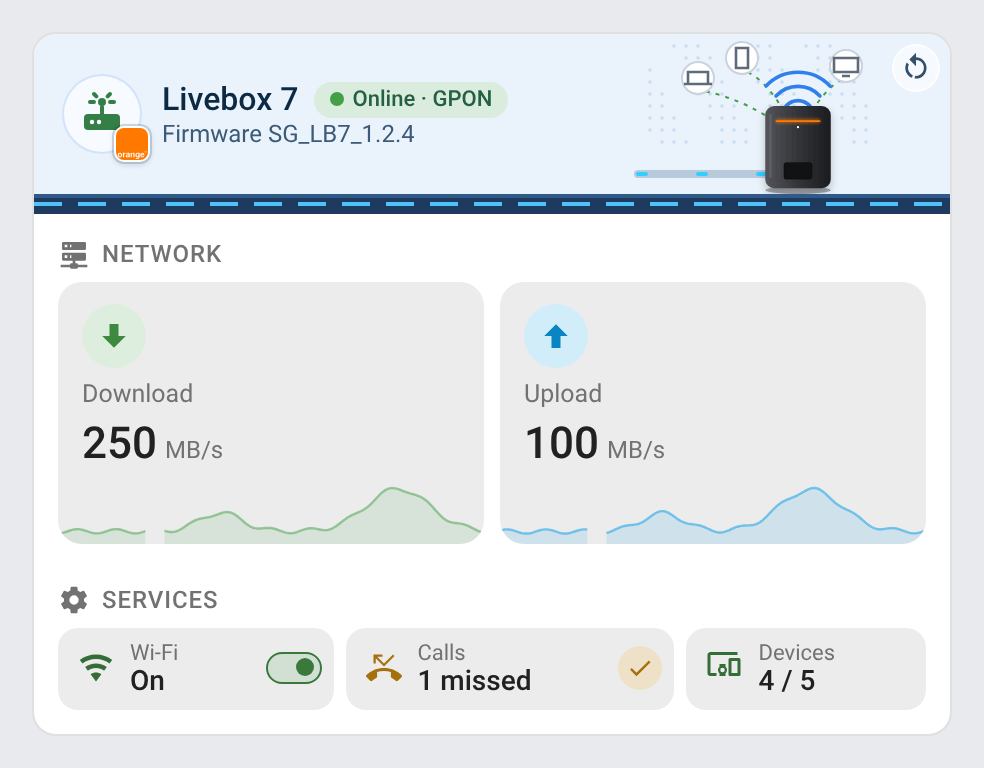 Livebox 7
Online · GPON
Firmware SG_LB7_1.2.4
orange
NETWORK
Download
250 MB/s
Upload
100 MB/s
SERVICES
Wi-Fi
On
Calls
1 missed
Devices
4 / 5